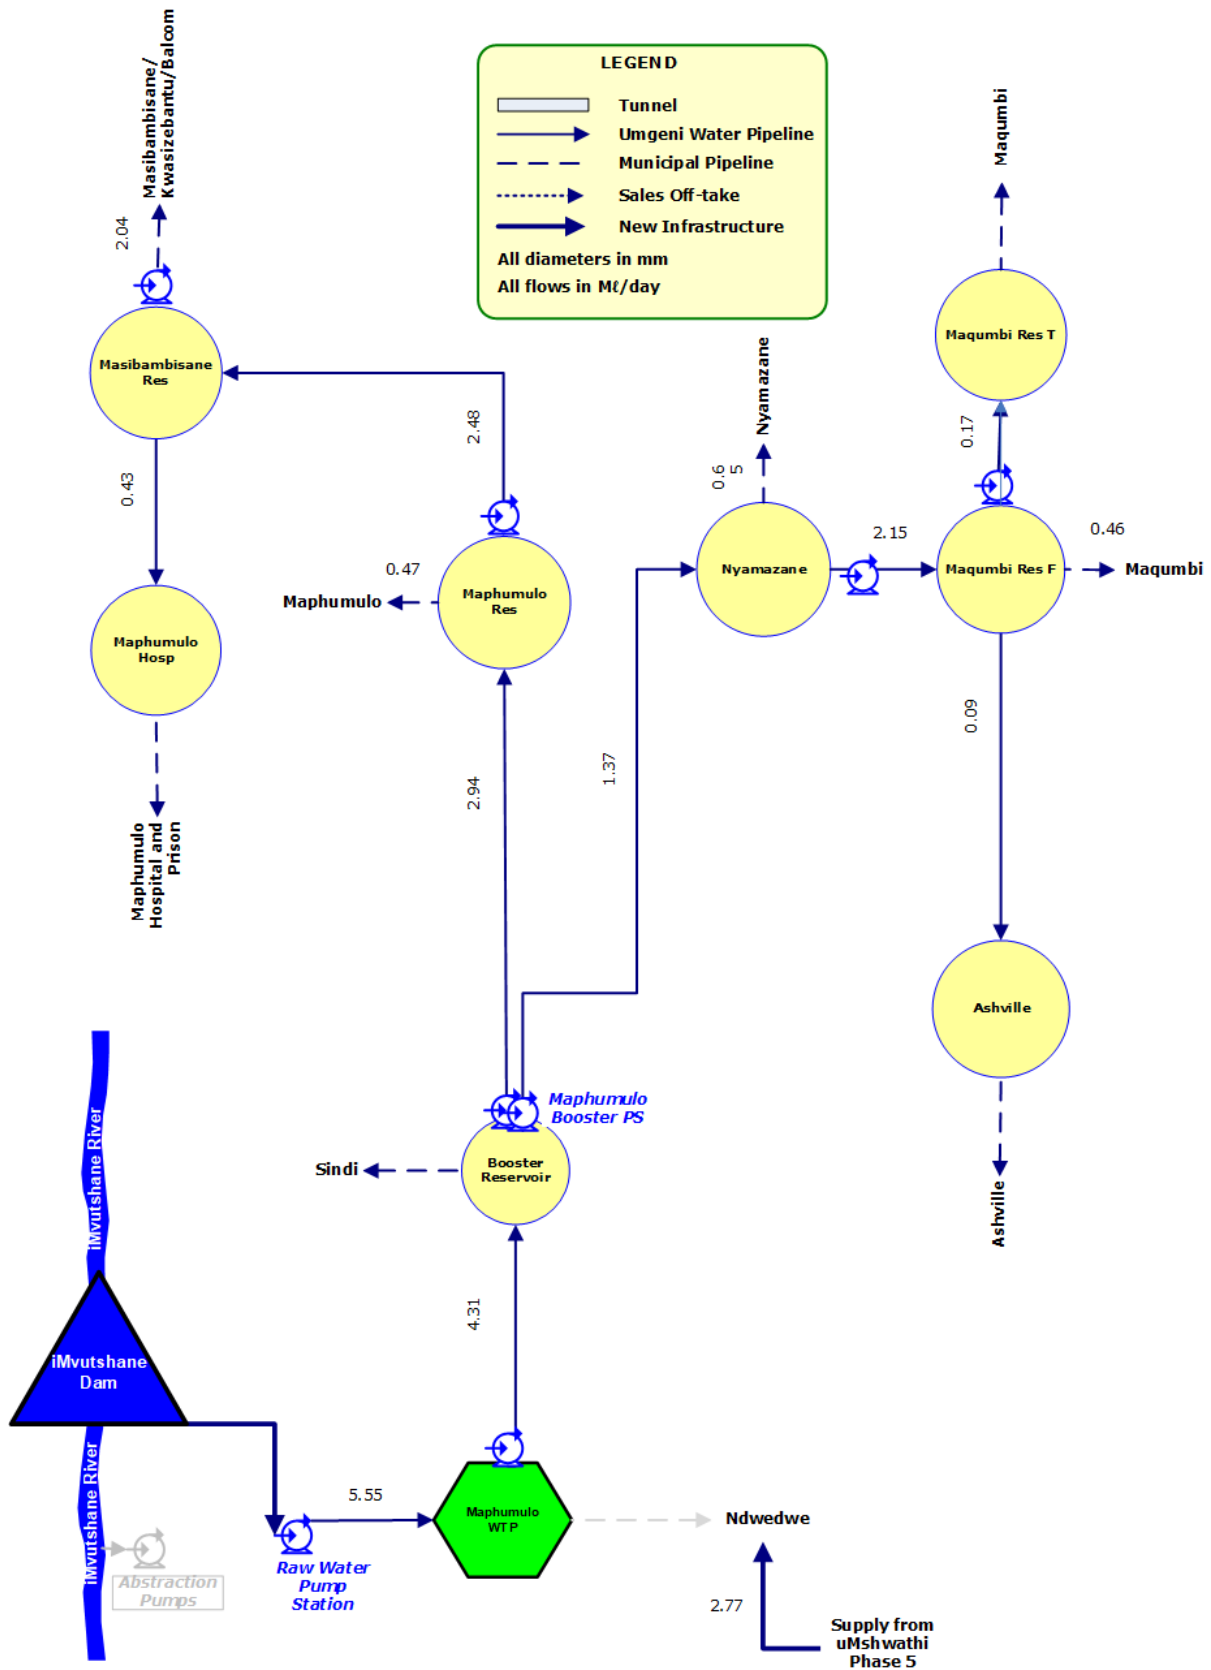 LEGEND
Tunnel
Umgeni Water Pipeline
Municipal Pipeline
Sales Off-take
New Infrastructure
All diameters in mm
All flows in Mℓ/day
Masibambisane/
Kwasizebantu/Balcom
2.04
Masibambisane
Res
0.43
Maphumulo
Hosp
Maphumulo
Hospital and
Prison
2.48
0.47
Maphumulo
Maphumulo
Res
2.94
1.37
Nyamazane
0.6
5
Nyamazane
2.15
Maqumbi
Maqumbi Res T
0.17
Maqumbi Res F
0.46
Maqumbi
0.09
Ashville
Ashville
Maphumulo
Booster PS
Sindi
Booster
Reservoir
4.31
iMvutshane River
iMvutshane
Dam
iMvutshane River
Abstraction
Pumps
5.55
Raw Water
Pump
Station
Maphumulo
WTP
Ndwedwe
2.77
Supply from
uMshwathi
Phase 5